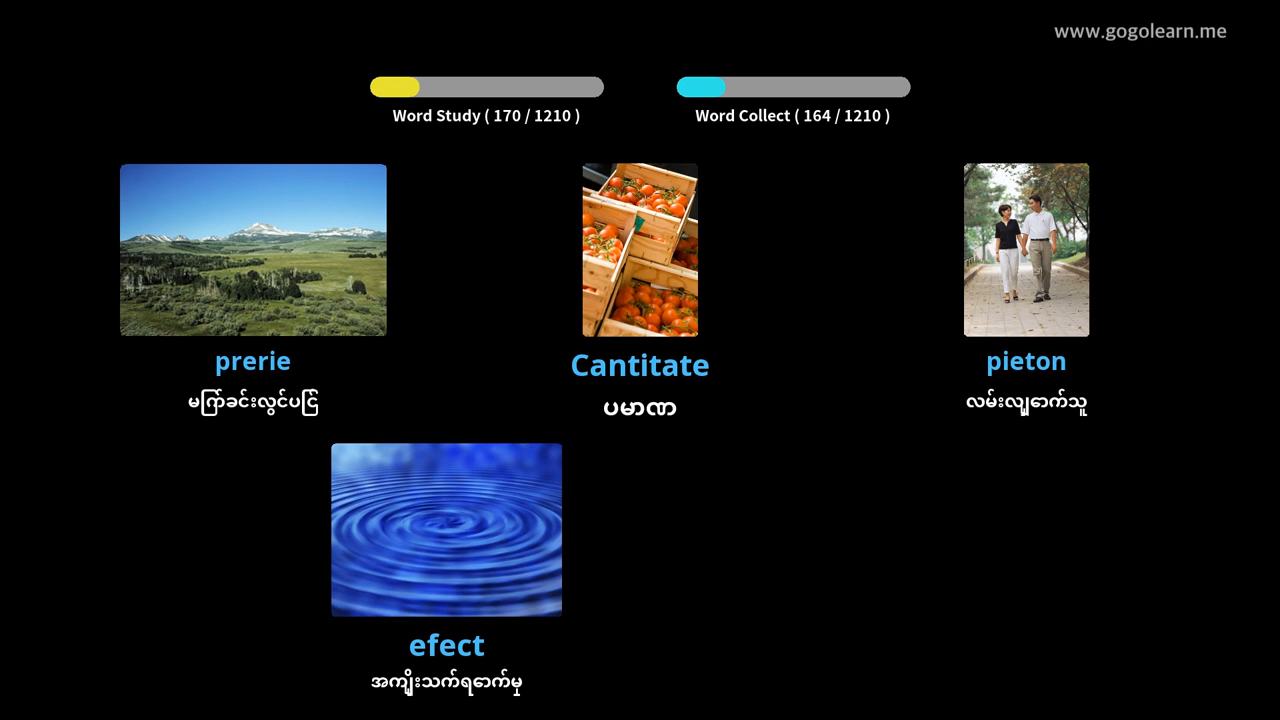 www.gogolearn.me
Word Study ( 170 / 1210 )
Word Collect ( 164 / 1210 )
prerie
မြက်ခင်းလွင်ပြင်
Cantitate
ပမာဏ
pieton
လမ်းလျှောက်သူ
efect
အကျိုးသက်ရောက်မှု